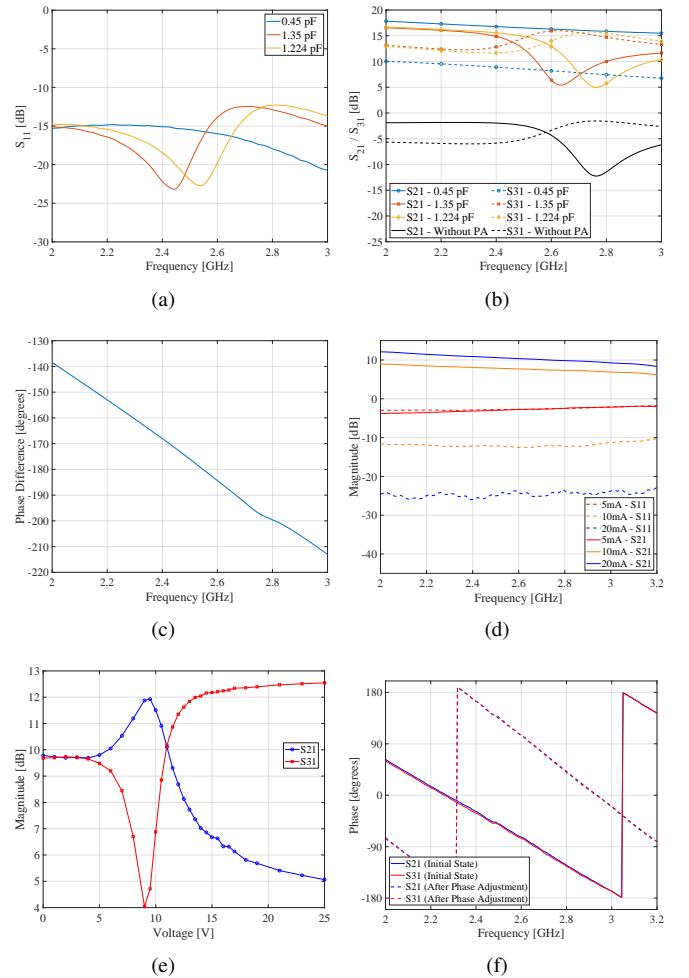 0
-5
-10
-15
-20
-25
-30
S11 [dB]
0.45 pF
1.35 pF
1.224 pF
2 2.2 2.4 2.6 2.8 3
Frequency [GHz]
(a)
20
15
10
5
0
-5
-10
-15
-20
25
S21 / S31 [dB]
S21 - 0.45 pF S31 - 0.45 pF
S21 - 1.35 pF S31 - 1.35 pF
S21 - 1.224 pF S31 - 1.224 pF
S21 - Without PA S31 - Without PA
2 2.2 2.4 2.6 2.8 3
Frequency [GHz]
(b)
-130
-140
-150
-160
-170
-180
-190
-200
-210
-220
Phase Difference [degrees]
2 2.2 2.4 2.6 2.8 3
Frequency [GHz]
(c)
10
0
-10
-20
-30
-40
Magnitude [dB]
5mA - S11
10mA - S11
20mA - S11
5mA - S21
10mA - S21
20mA - S21
2 2.2 2.4 2.6 2.8 3 3.2
Frequency [GHz]
(d)
13
12
11
10
9
8
7
6
5
4
Magnitude [dB]
S21
S31
0 5 10 15 20 25
Voltage [V]
(e)
180
90
0
-90
-180
Phase [degrees]
S21 (Initial State)
S31 (Initial State)
S21 (After Phase Adjustment)
S31 (After Phase Adjustment)
2 2.2 2.4 2.6 2.8 3 3.2
Frequency [GHz]
(f)